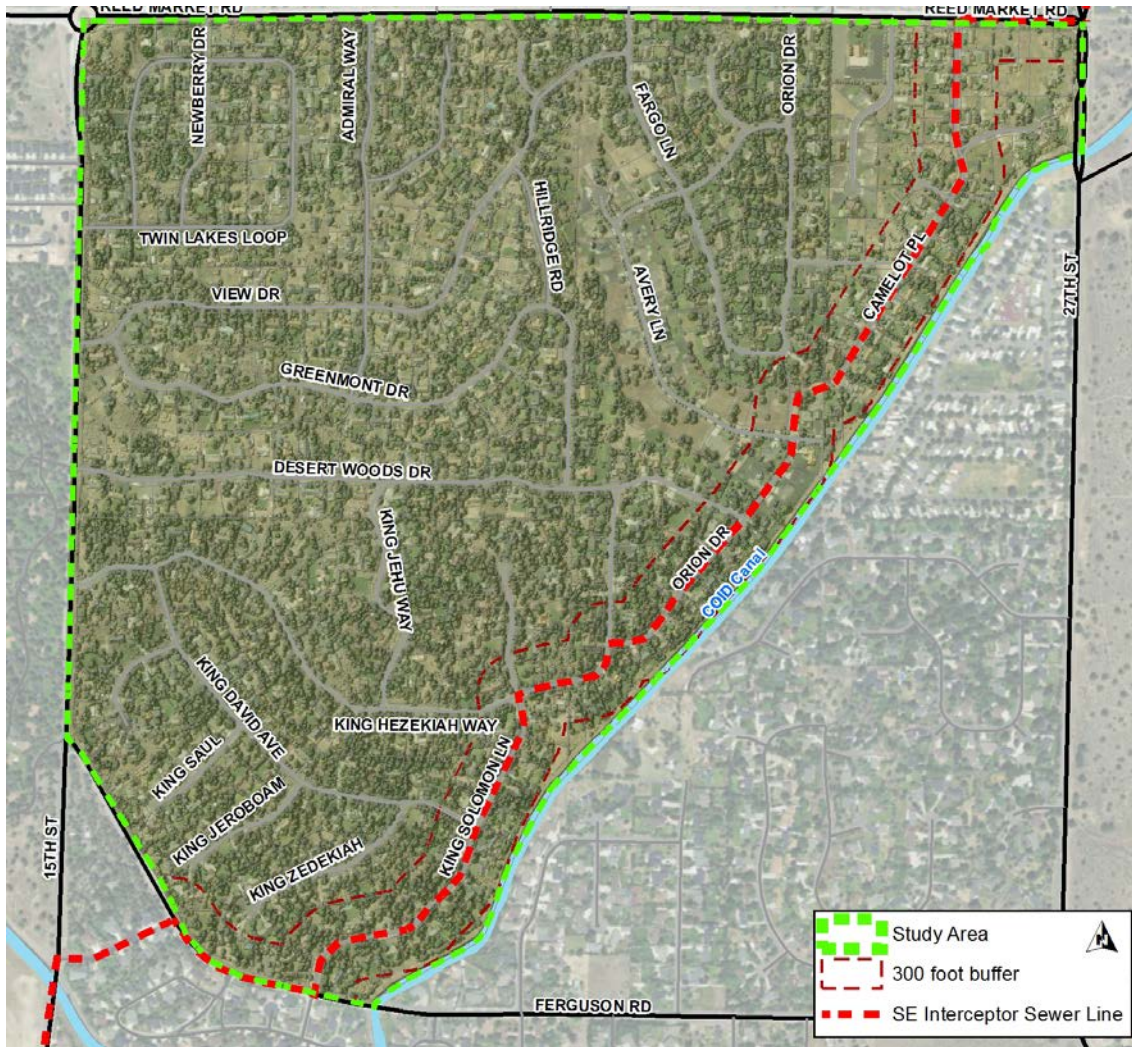 REED MARKET RD
REED MARKET RD
NEWBERRY DR
ADMIRAL WAY
FARGO LN
ORION DR
HILLRIDGE RD
TWIN LAKES LOOP
VIEW DR
AVERY LN
CAMELOT PL
27TH ST
GREENMONT DR
DESERT WOODS DR
KING JEHU WAY
ORION DR
COID Canal
KING DAVID AVE
KING HEZEKIAH WAY
KING SAUL
KING JEROBOAM
KING SOLOMON LN
15TH ST
KING ZEDEKIAH
FERGUSON RD
Study Area
N
300 foot buffer
SE Interceptor Sewer Line